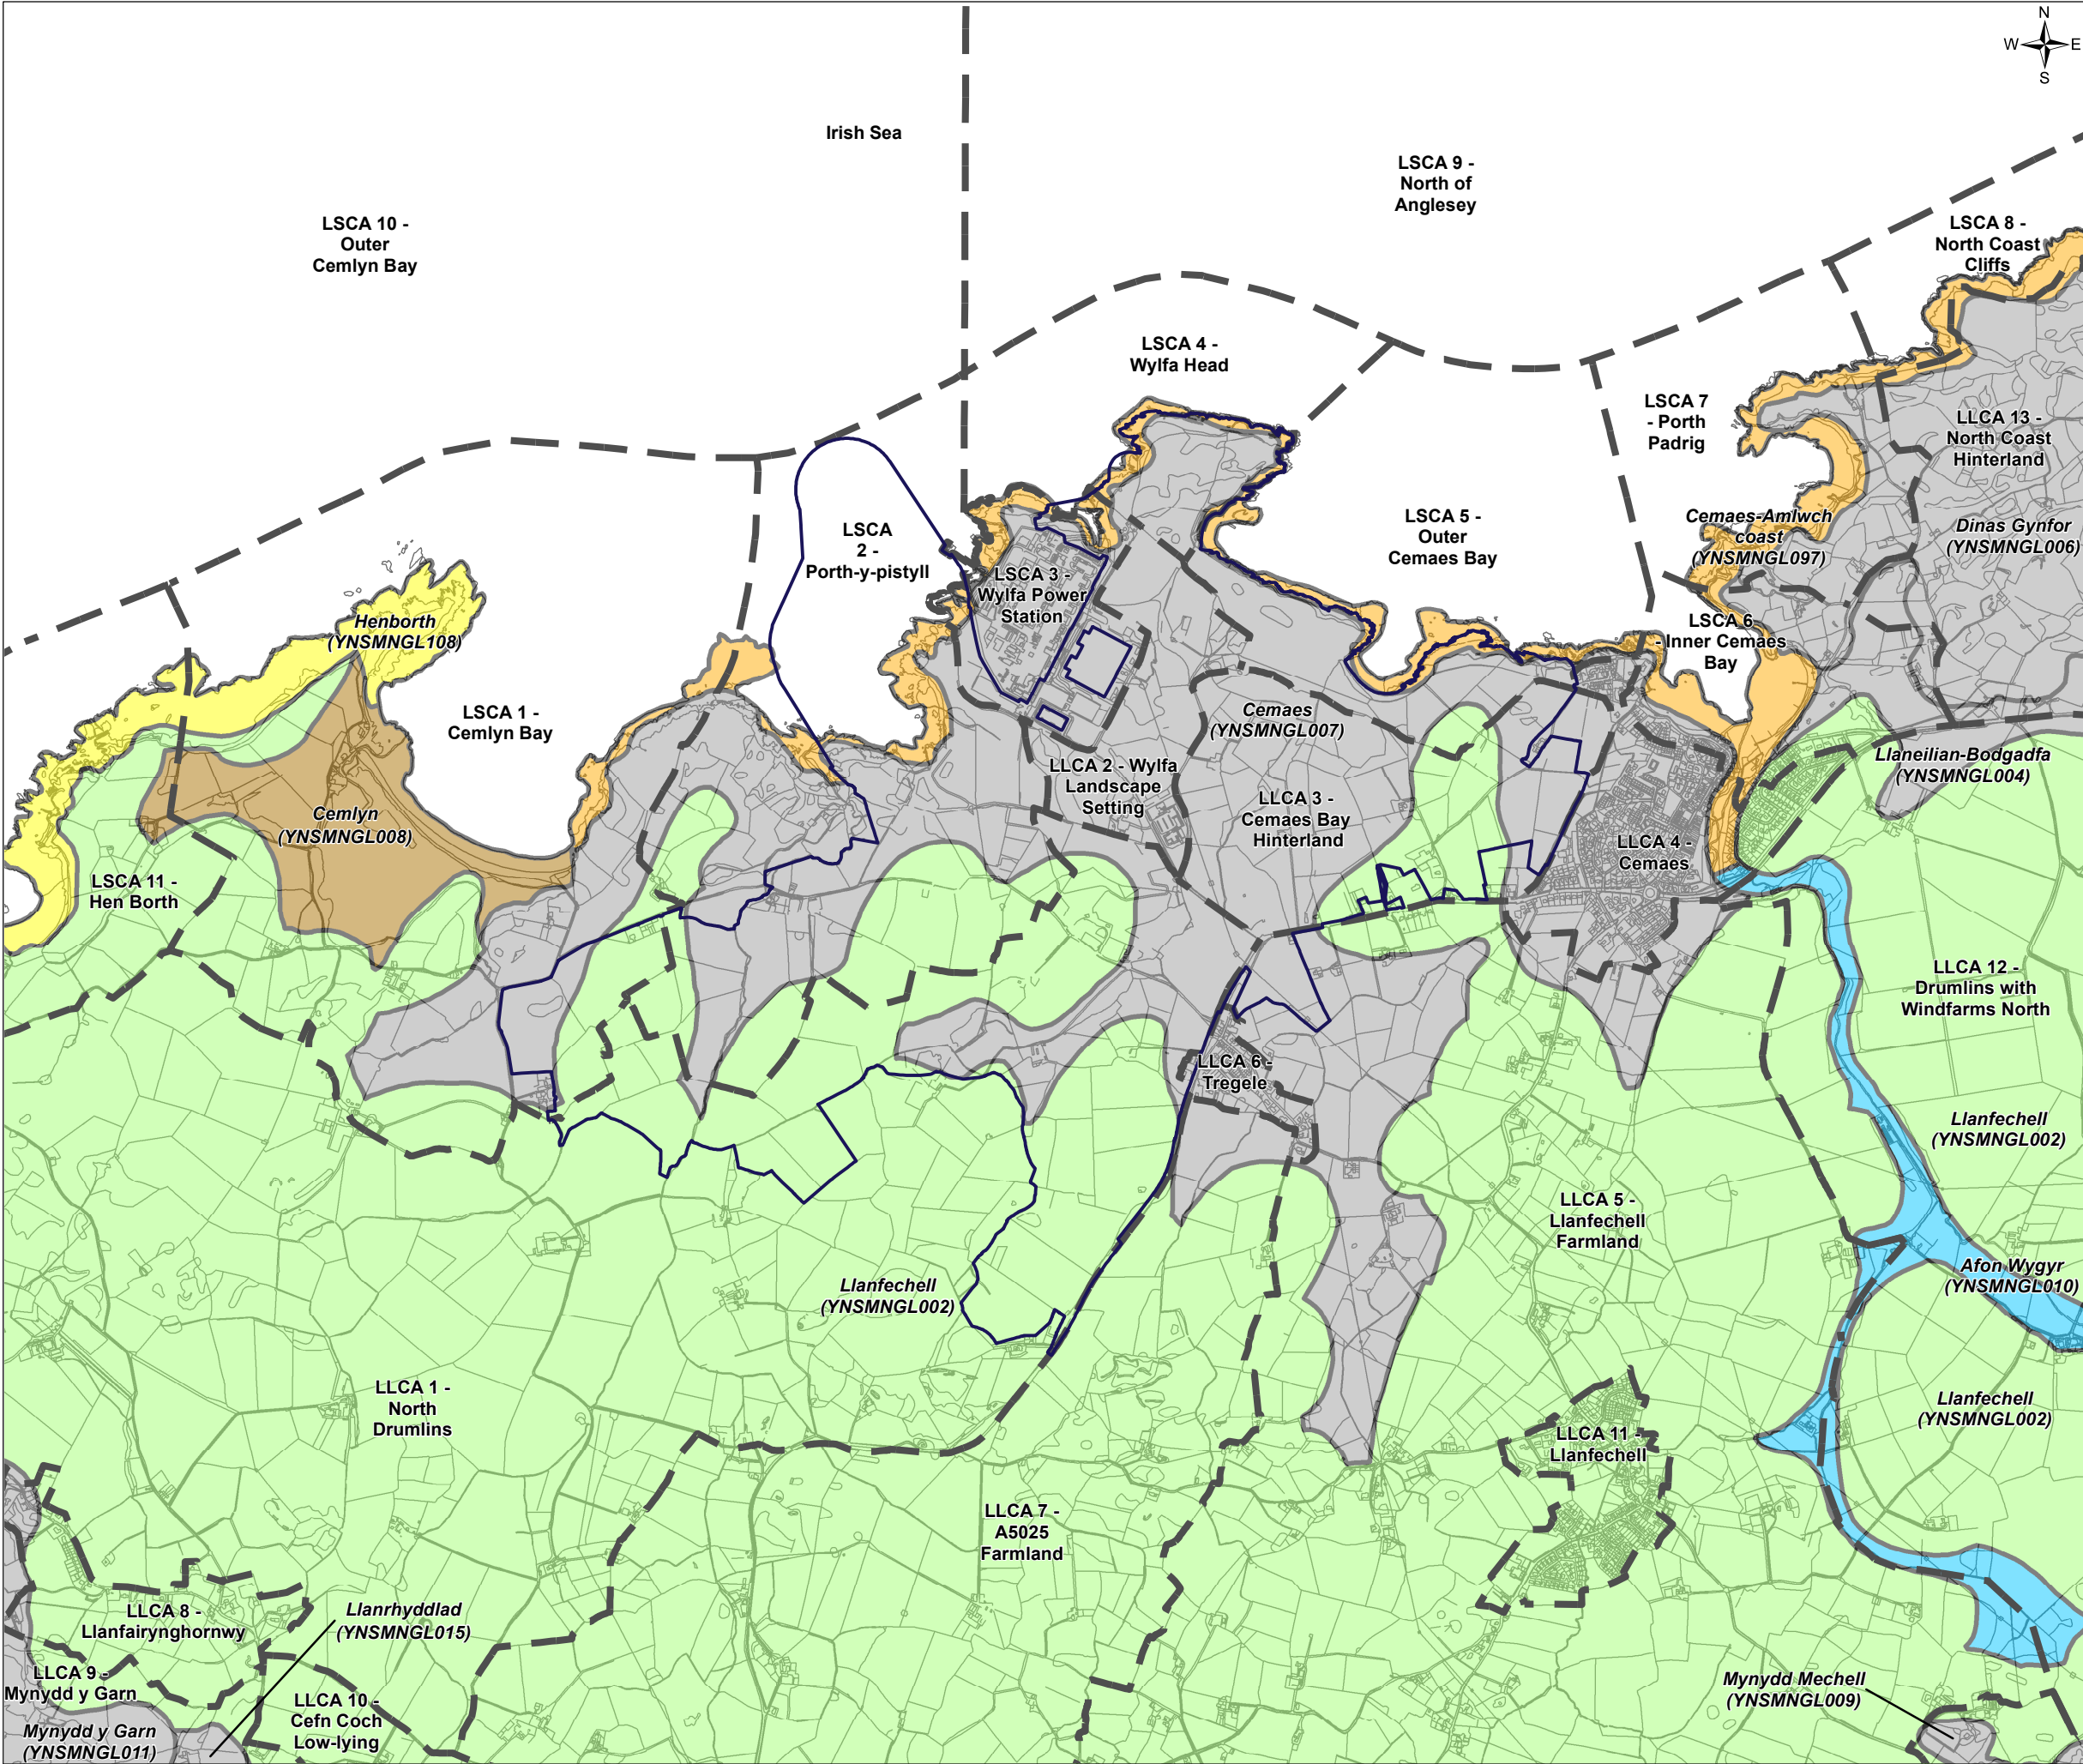 N
W E
S
Irish Sea
LSCA 9 -
North of
Anglesey
LSCA 10 -
Outer
Cemlyn Bay
LSCA 8 -
North Coast
Cliffs
LSCA 4 -
Wylfa Head
LSCA 7
- Porth
Padrig
LLCA 13 -
North Coast
Hinterland
Cemaes-Amlwch
coast
(YNSMNGL097)
Dinas Gynfor
(YNSMNGL006)
LSCA
2 -
Porth-y-pistyll
LSCA 5 -
Outer
Cemaes Bay
LSCA 3 -
Wylfa Power
Station
Henborth
(YNSMNGL108)
LSCA 6
- Inner Cemaes
Bay
LSCA 1 -
Cemlyn Bay
Cemaes
(YNSMNGL007)
Llaneilian-Bodgadfa
(YNSMNGL004)
LLCA 2 - Wylfa
Landscape
Setting
LLCA 3 -
Cemaes Bay
Hinterland
Cemlyn
(YNSMNGL008)
LLCA 4 -
Cemaes
LSCA 11 -
Hen Borth
LLCA 12 -
Drumlins with
Windfarms North
LLCA 6 -
Tregele
Llanfechell
(YNSMNGL002)
LLCA 5 -
Llanfechell
Farmland
Llanfechell
(YNSMNGL002)
Afon Wygyr
(YNSMNGL010)
LLCA 1 -
North
Drumlins
Llanfechell
(YNSMNGL002)
LLCA 11 -
Llanfechell
LLCA 7 -
A5025
Farmland
LLCA 8 -
Llanfairynghornwy
Llanrhyddlad
(YNSMNGL015)
LLCA 9 -
Mynydd y Garn
LLCA 10 -
Cefn Coch
Low-lying
Mynydd Mechell
(YNSMNGL009)
Mynydd y Garn
(YNSMNGL011)